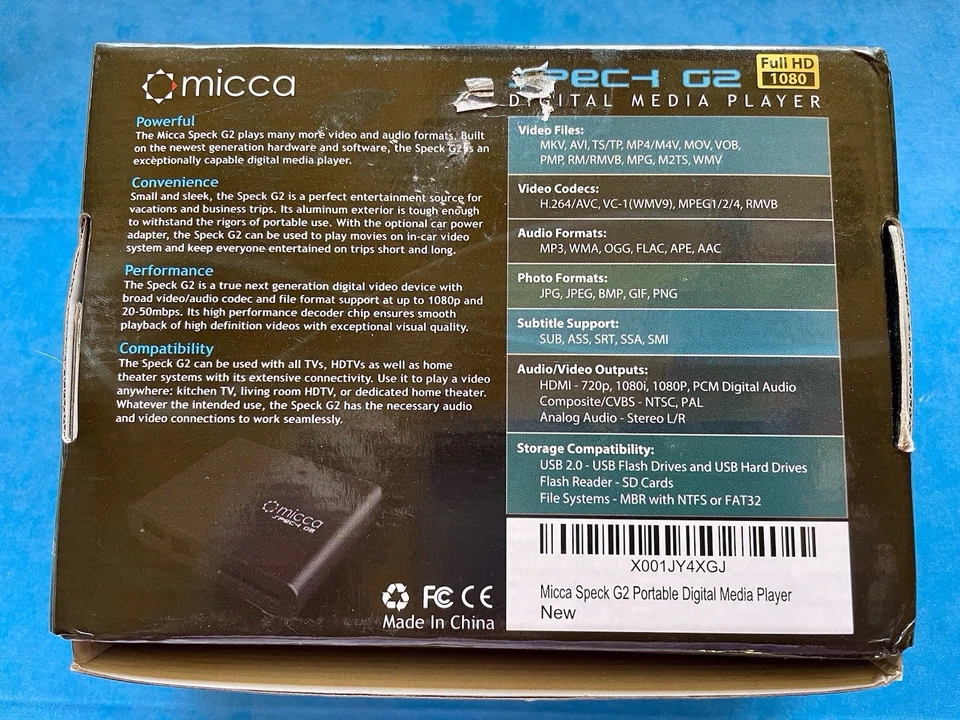 micca
SPECK G2
Full HD
1080
DIGITAL MEDIA PLAYER
Powerful
The Micca Speck G2 plays many more video and audio formats. Built
on the newest generation hardware and software, the Speck G2 is an
exceptionally capable digital media player.
Convenience
Small and sleek, the Speck G2 is a perfect entertainment source for
vacations and business trips. Its aluminum exterior is tough enough
to withstand the rigors of portable use. With the optional car power
adapter, the Speck G2 can be used to play movies on in-car video
system and keep everyone entertained on trips short and long.
Performance
The Speck G2 is a true next generation digital video device with
broad video/audio codec and file format support at up to 1080p and
20-50mbps. Its high performance decoder chip ensures smooth
playback of high definition videos with exceptional visual quality.
Compatibility
The Speck G2 can be used with all TVs, HDTVs as well as home
theater systems with its extensive connectivity. Use it to play a video
anywhere: kitchen TV, living room HDTV, or dedicated home theater.
Whatever the intended use, the Speck G2 has the necessary audio
and video connections to work seamlessly.
micca
SPECK G2
FC CE
Made In China
Video Files:
MKV, AVI, TS/TP, MP4/M4V, MOV, VOB,
PMP, RM/RMVB, MPG, M2TS, WMV
Video Codecs:
H.264/AVC, VC-1(WMV9), MPEG1/2/4, RMVB
Audio Formats:
MP3, WMA, OGG, FLAC, APE, AAC
Photo Formats:
JPG, JPEG, BMP, GIF, PNG
Subtitle Support:
SUB, ASS, SRT, SSA, SMI
Audio/Video Outputs:
HDMI - 720p, 1080i, 1080P, PCM Digital Audio
Composite/CVBS - NTSC, PAL
Analog Audio - Stereo L/R
Storage Compatibility:
USB 2.0 - USB Flash Drives and USB Hard Drives
Flash Reader - SD Cards
File Systems - MBR with NTFS or FAT32
X001JY4XGJ
Micca Speck G2 Portable Digital Media Player
New